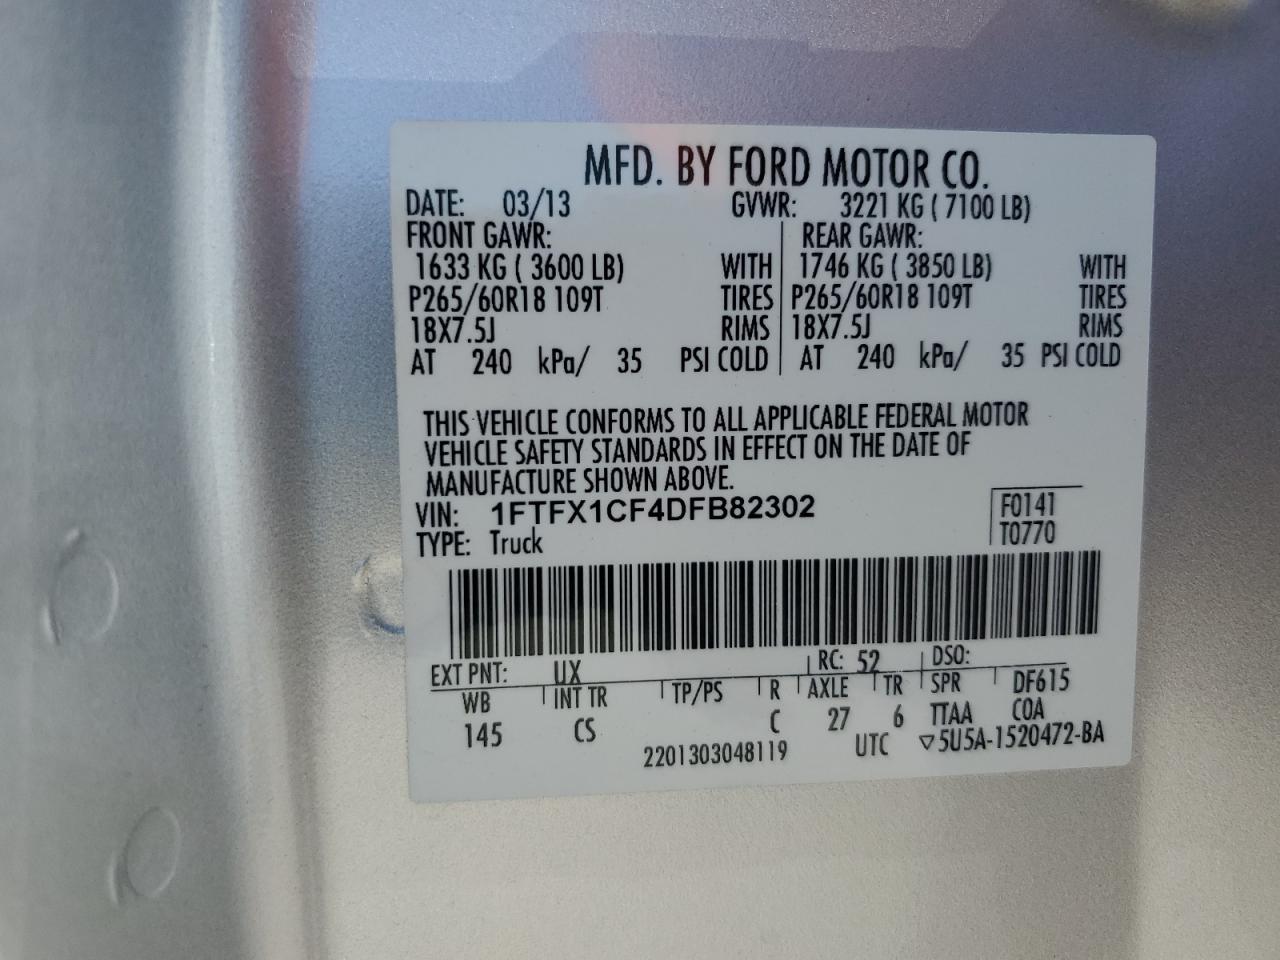 MFD. BY FORD MOTOR CO.
DATE: 03/13 GVWR: 3221 KG ( 7100 LB)
FRONT GAWR: REAR GAWR:
1633 KG ( 3600 LB) WITH 1746 KG ( 3850 LB) WITH
P265/60R18 109T TIRES P265/60R18 109T TIRES
18X7.5J RIMS 18X7.5J RIMS
AT 240 kPa/ 35 PSI COLD AT 240 kPa/ 35 PSI COLD
THIS VEHICLE CONFORMS TO ALL APPLICABLE FEDERAL MOTOR
VEHICLE SAFETY STANDARDS IN EFFECT ON THE DATE OF
MANUFACTURE SHOWN ABOVE.
VIN: 1FTFX1CF4DFB82302 F0141
TYPE: Truck T0770
EXT PNT: UX RC: 52 DSO:
WB INT TR TP/PS R AXLE TR SPR DF615
145 CS C 27 6 TTAA COA
2201303048119 UTC ▽5U5A-1520472-BA